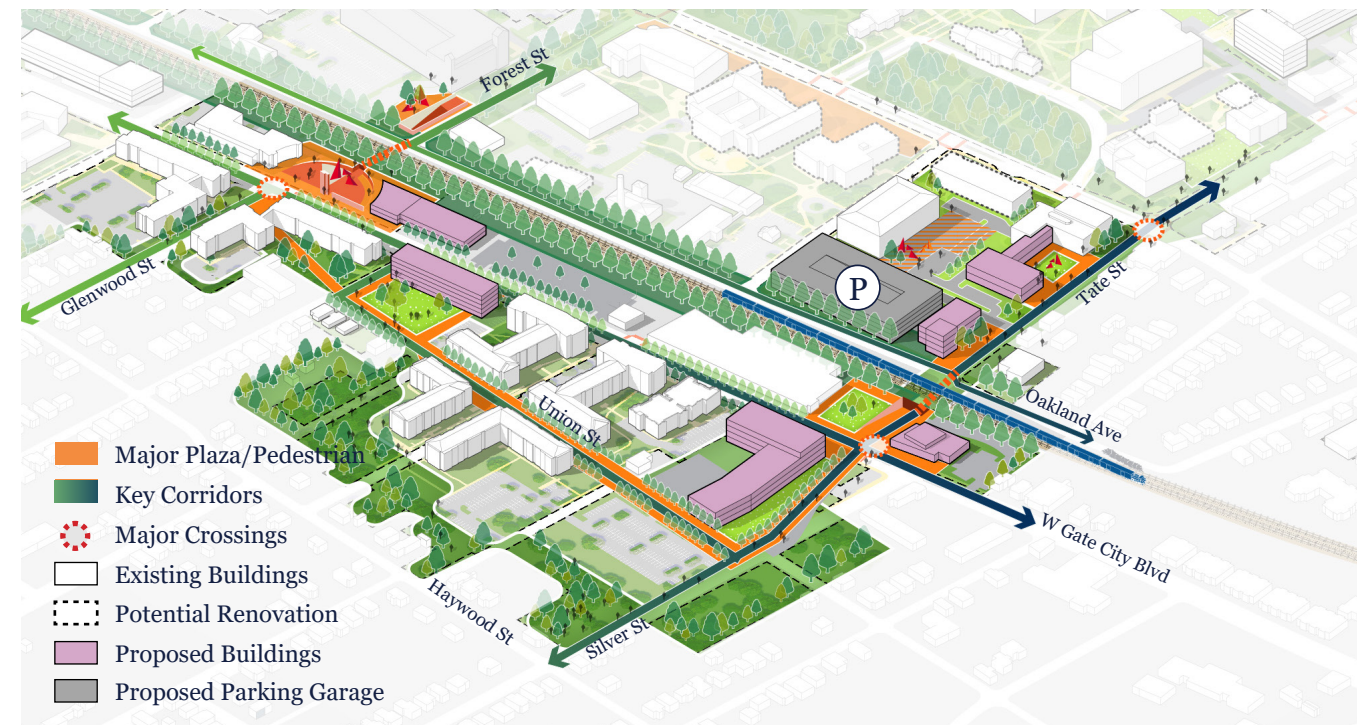 Forest St
Glenwood St
P
Tate St
Oakland Ave
Union St
W Gate City Blvd
Haywood St
Silver St
Major Plaza/Pedestrian
Key Corridors
Major Crossings
Existing Buildings
Potential Renovation
Proposed Buildings
Proposed Parking Garage